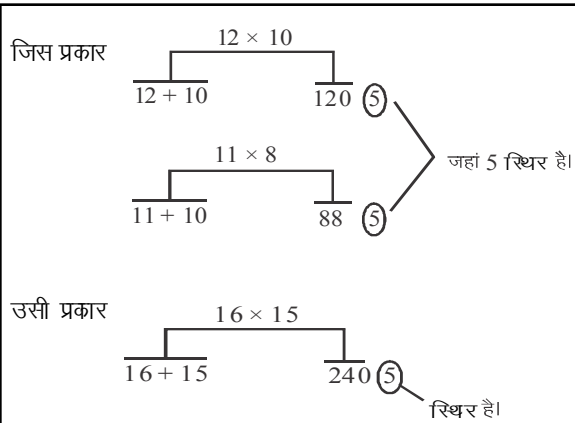 जिस प्रकार
12 × 10
12 + 10
120 5
जहां 5 स्थिर है।
11 × 8
11 + 10
88 5
उसी प्रकार
16 × 15
16 + 15
240 5
स्थिर है।